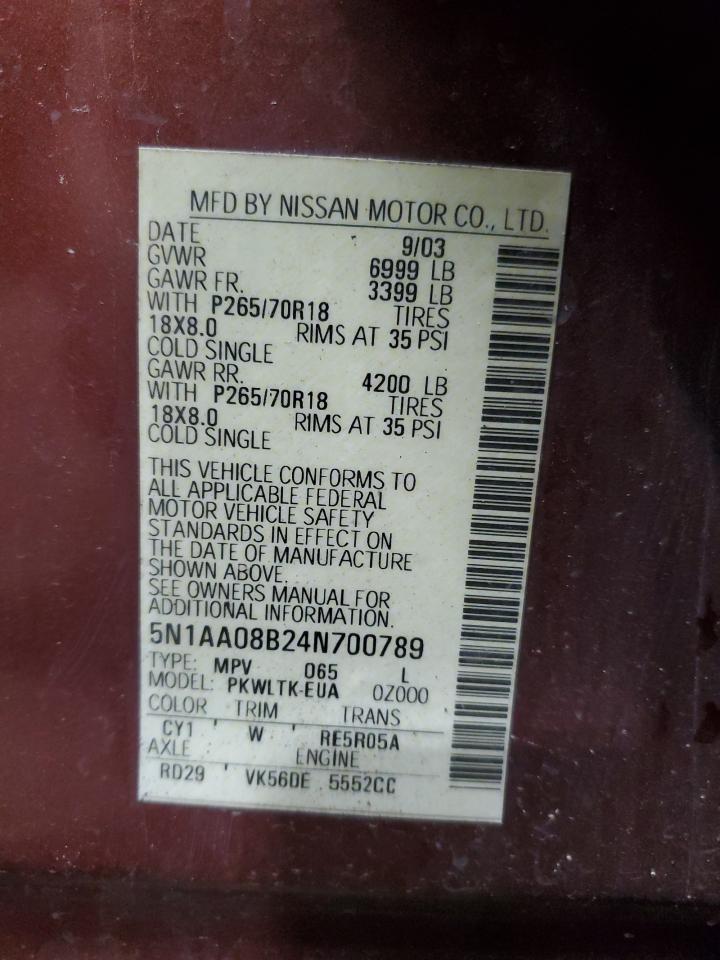 MFD BY NISSAN MOTOR CO., LTD.
DATE 9/03
GVWR 6999 LB
GAWR FR. 3399 LB
WITH P265/70R18 TIRES
18X8.0 RIMS AT 35 PSI
COLD SINGLE
GAWR RR. 4200 LB
WITH P265/70R18 TIRES
18X8.0 RIMS AT 35 PSI
COLD SINGLE
THIS VEHICLE CONFORMS TO
ALL APPLICABLE FEDERAL
MOTOR VEHICLE SAFETY
STANDARDS IN EFFECT ON
THE DATE OF MANUFACTURE
SHOWN ABOVE.
SEE OWNERS MANUAL FOR
ADDITIONAL INFORMATION.
5N1AA08B24N700789
TYPE: MPV 065 L
MODEL: PKWLTK-EUA 0Z000
COLOR TRIM TRANS
CY1 ' W ' RE5R05A
AXLE ENGINE
RD29 ' VK56DE 5552CC